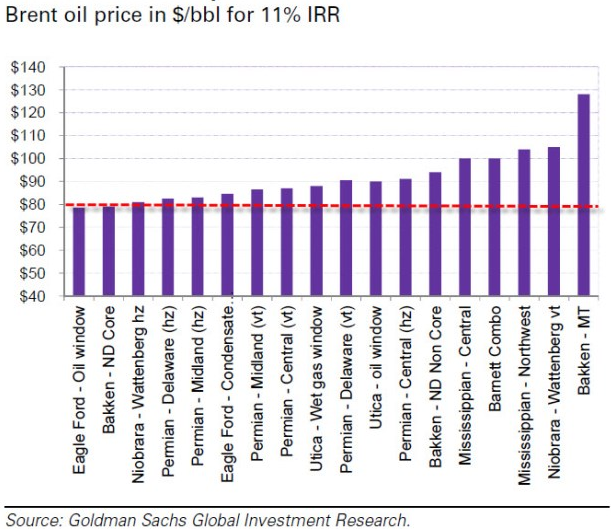 Brent oil price in $/bbl for 11% IRR
$140
$130
$120
$110
$100
$90
$80
$70
$60
$50
$40
Eagle Ford - Oil window
Bakken - ND Core
Niobrara - Wattenberg hz
Permian - Delaware (hz)
Permian - Midland (hz)
Eagle Ford - Condensate...
Permian - Midland (vt)
Permian - Central (vt)
Utica - Wet gas window
Permian - Delaware (vt)
Utica - oil window
Permian - Central (hz)
Bakken - ND Non Core
Mississippian - Central
Barnett Combo
Mississippian - Northwest
Niobrara - Wattenberg vt
Bakken - MT
Source: Goldman Sachs Global Investment Research.